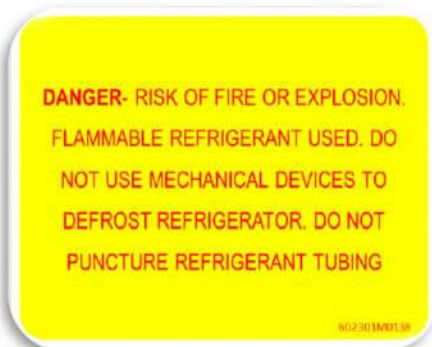 DANGER- RISK OF FIRE OR EXPLOSION.
FLAMMABLE REFRIGERANT USED. DO
NOT USE MECHANICAL DEVICES TO
DEFROST REFRIGERATOR. DO NOT
PUNCTURE REFRIGERANT TUBING
602301M0138